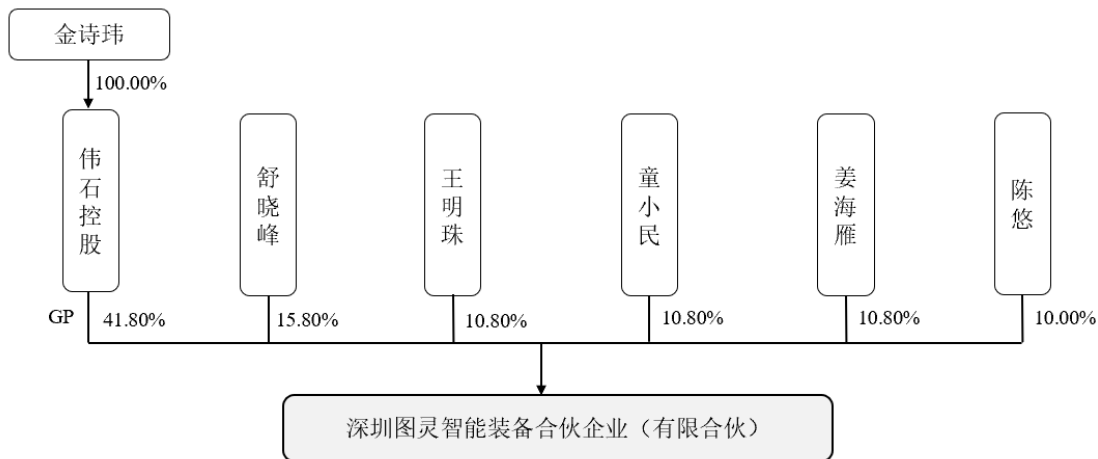 金诗玮
100.00%
伟石控股
舒晓峰
王明珠
童小民
姜海雁
陈悠
GP
41.80%
15.80%
10.80%
10.80%
10.80%
10.00%
深圳图灵智能装备合伙企业（有限合伙）